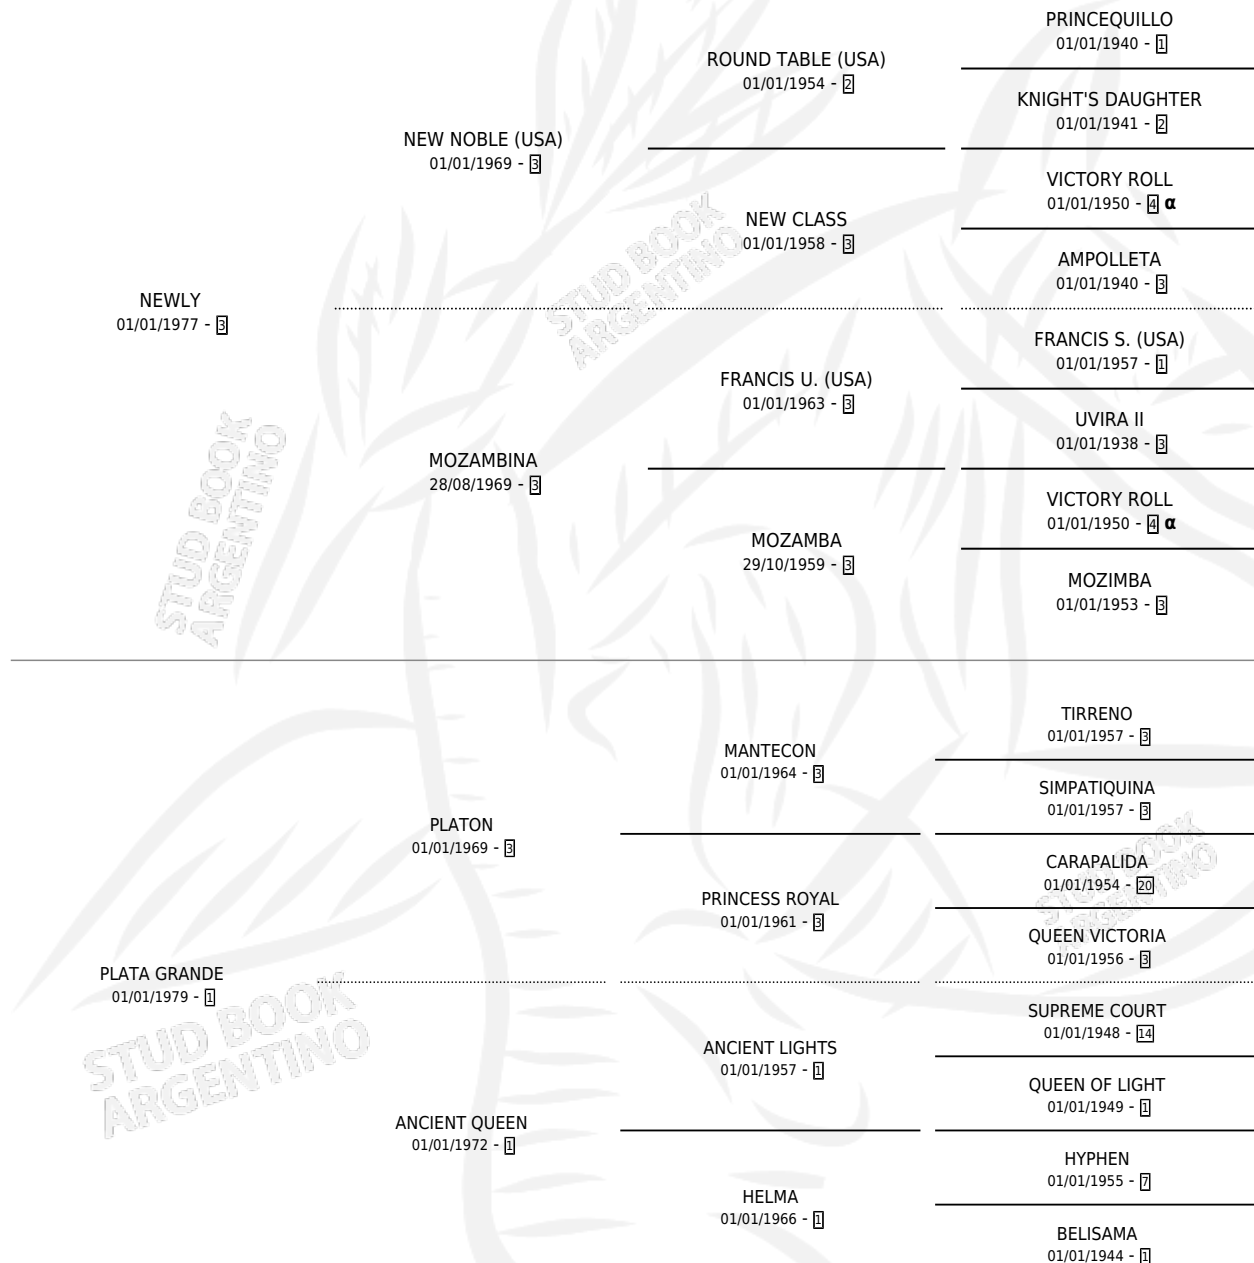 PRINCEQUILLO
01/01/1940 - 1
ROUND TABLE (USA)
01/01/1954 - 2
KNIGHT'S DAUGHTER
01/01/1941 - 2
NEW NOBLE (USA)
01/01/1969 - 3
VICTORY ROLL
01/01/1950 - 4 α
NEW CLASS
01/01/1958 - 3
AMPOLLETA
01/01/1940 - 3
NEWLY
01/01/1977 - 3
FRANCIS S. (USA)
01/01/1957 - 1
FRANCIS U. (USA)
01/01/1963 - 3
UVIRA II
01/01/1938 - 3
MOZAMBINA
28/08/1969 - 3
VICTORY ROLL
01/01/1950 - 4 α
MOZAMBA
29/10/1959 - 3
MOZIMBA
01/01/1953 - 3
TIRRENO
01/01/1957 - 3
MANTECON
01/01/1964 - 3
SIMPATIQUINA
01/01/1957 - 3
PLATON
01/01/1969 - 3
CARAPALIDA
01/01/1954 - 20
PRINCESS ROYAL
01/01/1961 - 3
QUEEN VICTORIA
01/01/1956 - 3
PLATA GRANDE
01/01/1979 - 1
SUPREME COURT
01/01/1948 - 14
ANCIENT LIGHTS
01/01/1957 - 1
QUEEN OF LIGHT
01/01/1949 - 1
ANCIENT QUEEN
01/01/1972 - 1
HYPHEN
01/01/1955 - 7
HELMA
01/01/1966 - 1
BELISAMA
01/01/1944 - 1
STUD BOOK
ARGENTINO
STUD BOOK
ARGENTINO
STUD BOOK
ARGENTINO
STUD BOOK
ARGENTINO